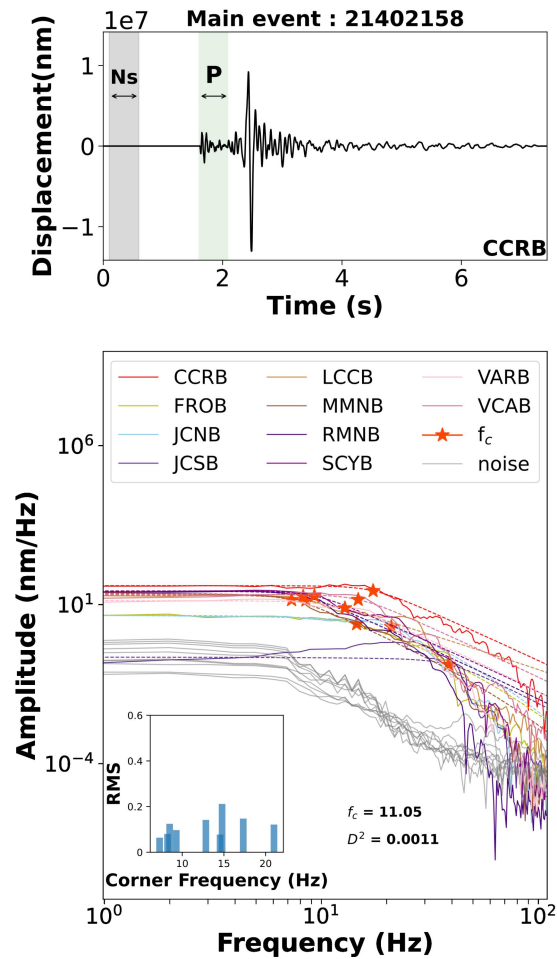 Main event : 21402158
1e7
Displacement(nm)
1
0
−1
Ns
P
CCRB
0
2
4
6
Time (s)
CCRB
LCCB
VARB
FROB
MMNB
VCAB
JCNB
RMNB
f_c
JCSB
SCYB
noise
Amplitude (nm/Hz)
10^6
10^1
10^−4
RMS
0.6
0.4
0.2
0.0
10
15
20
Corner Frequency (Hz)
f_c = 11.05
D^2 = 0.0011
10^0
10^1
10^2
Frequency (Hz)